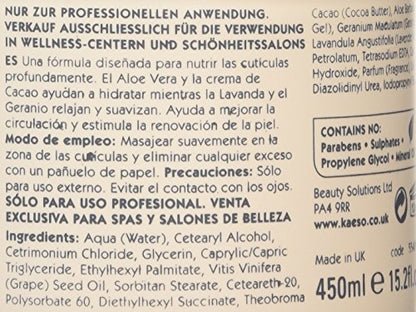 NUR ZUR PROFESSIONELLEN ANWENDUNG.
VERKAUF AUSSCHLIESSLICH FÜR DIE VERWENDUNG
IN WELLNESS-CENTERN UND SCHÖNHEITSSALONS
ES Una fórmula diseñada para nutrir las cutículas
profundamente. El Aloe Vera y la crema de
Cacao ayudan a hidratar mientras la Lavanda y el
Geranio relajan y suavizan. Ayuda a mejorar la
circulación y estimula la renovación de la piel.
Modo de empleo: Masajear suavemente en la
zona de las cutículas y eliminar cualquier exceso
con un pañuelo de papel. Precauciones: Sólo
para uso externo. Evitar el contacto con los ojos.
SÓLO PARA USO PROFESIONAL. VENTA
EXCLUSIVA PARA SPAS Y SALONES DE BELLEZA
Ingredients: Aqua (Water), Cetearyl Alcohol,
Cetrimonium Chloride, Glycerin, Caprylic/Capric
Triglyceride, Ethylhexyl Palmitate, Vitis Vinifera
(Grape) Seed Oil, Sorbitan Stearate, Ceteareth-20,
Polysorbate 60, Diethylhexyl Succinate, Theobroma
Cacao (Cocoa Butter), Aloe
Gel), Geranium Maculatum
Lavandula Angustifolia (Laven
Petrolatum, Tetrasodium EDTA,
Hydroxide, Parfum (Fragrance),
Diazolidinyl Urea,
CONTAINS NO:
Parabens • Sulphates •
Propylene Glycol • Mineral
Beauty Solutions Ltd
PA4 9RR
www.kaeso.co.uk
Made in UK code
450ml e 15.2fl